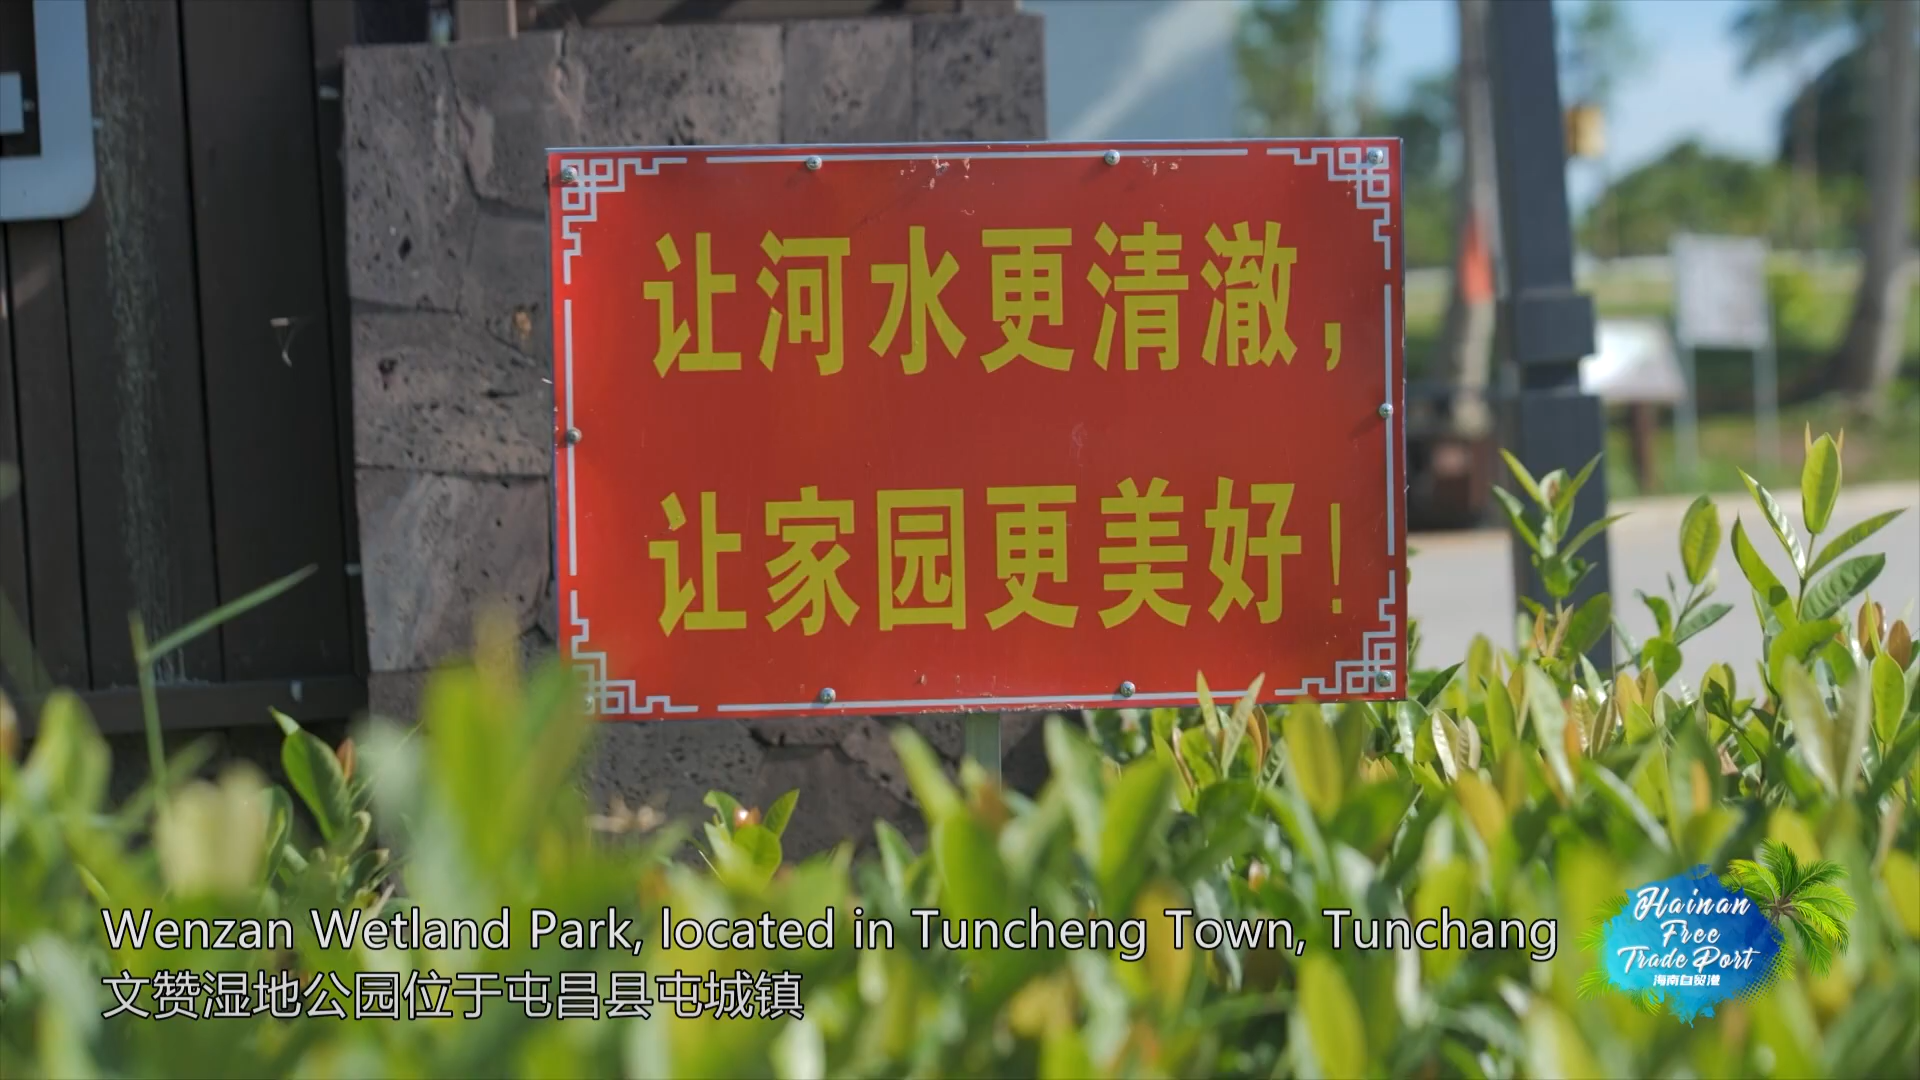 让河水更清澈，
让家园更美好！
Wenzan Wetland Park, located in Tuncheng Town, Tunchang
文赞湿地公园位于屯昌县屯城镇
Hainan
Free
Trade Port
海南自贸港